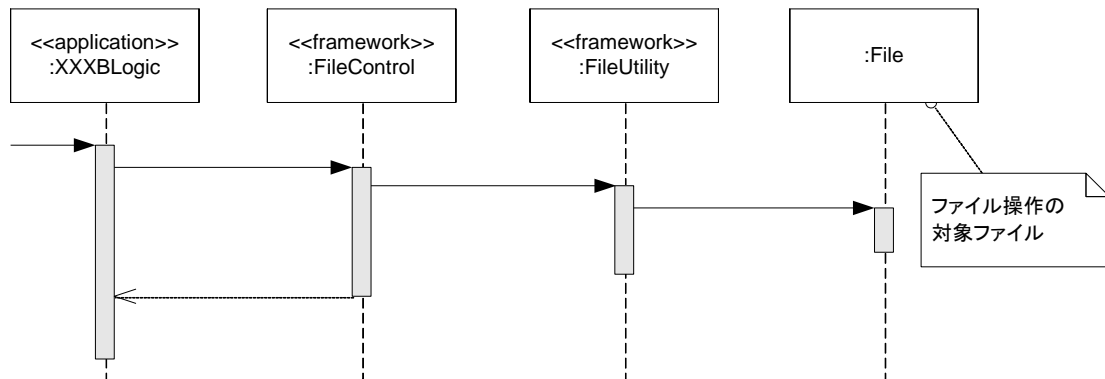 <<application>>
:XXXBLogic
<<framework>>
:FileControl
<<framework>>
:FileUtility
:File
ファイル操作の
対象ファイル